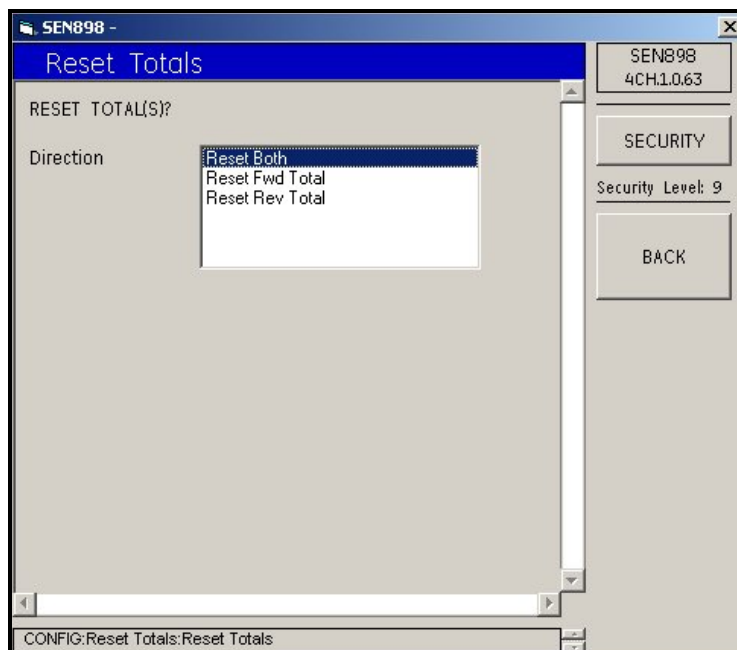 SEN898 -
Reset Totals
SEN898
4CH.1.0.63
RESET TOTAL(S)?
Direction
Reset Both
Reset Fwd Total
Reset Rev Total
SECURITY
Security Level: 9
BACK
CONFIG:Reset Totals:Reset Totals